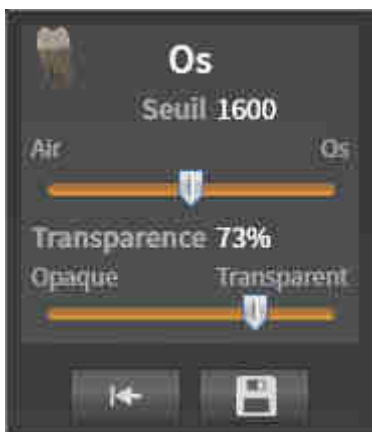 Os
Seuil 1600
Air Os
Transparence 73%
Opaque Transparent